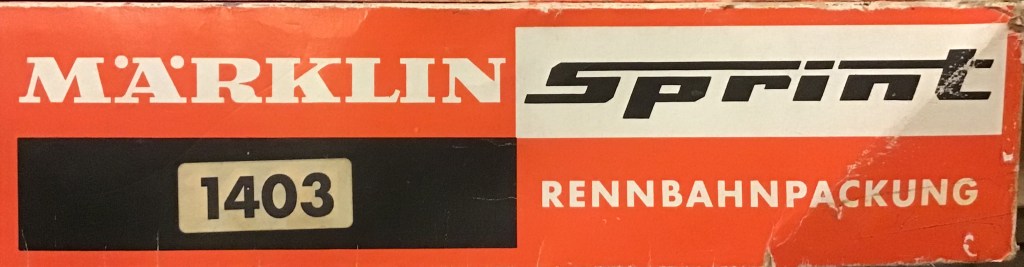 MÄRKLIN
Sprint
1403
RENNBAHNPACKUNG